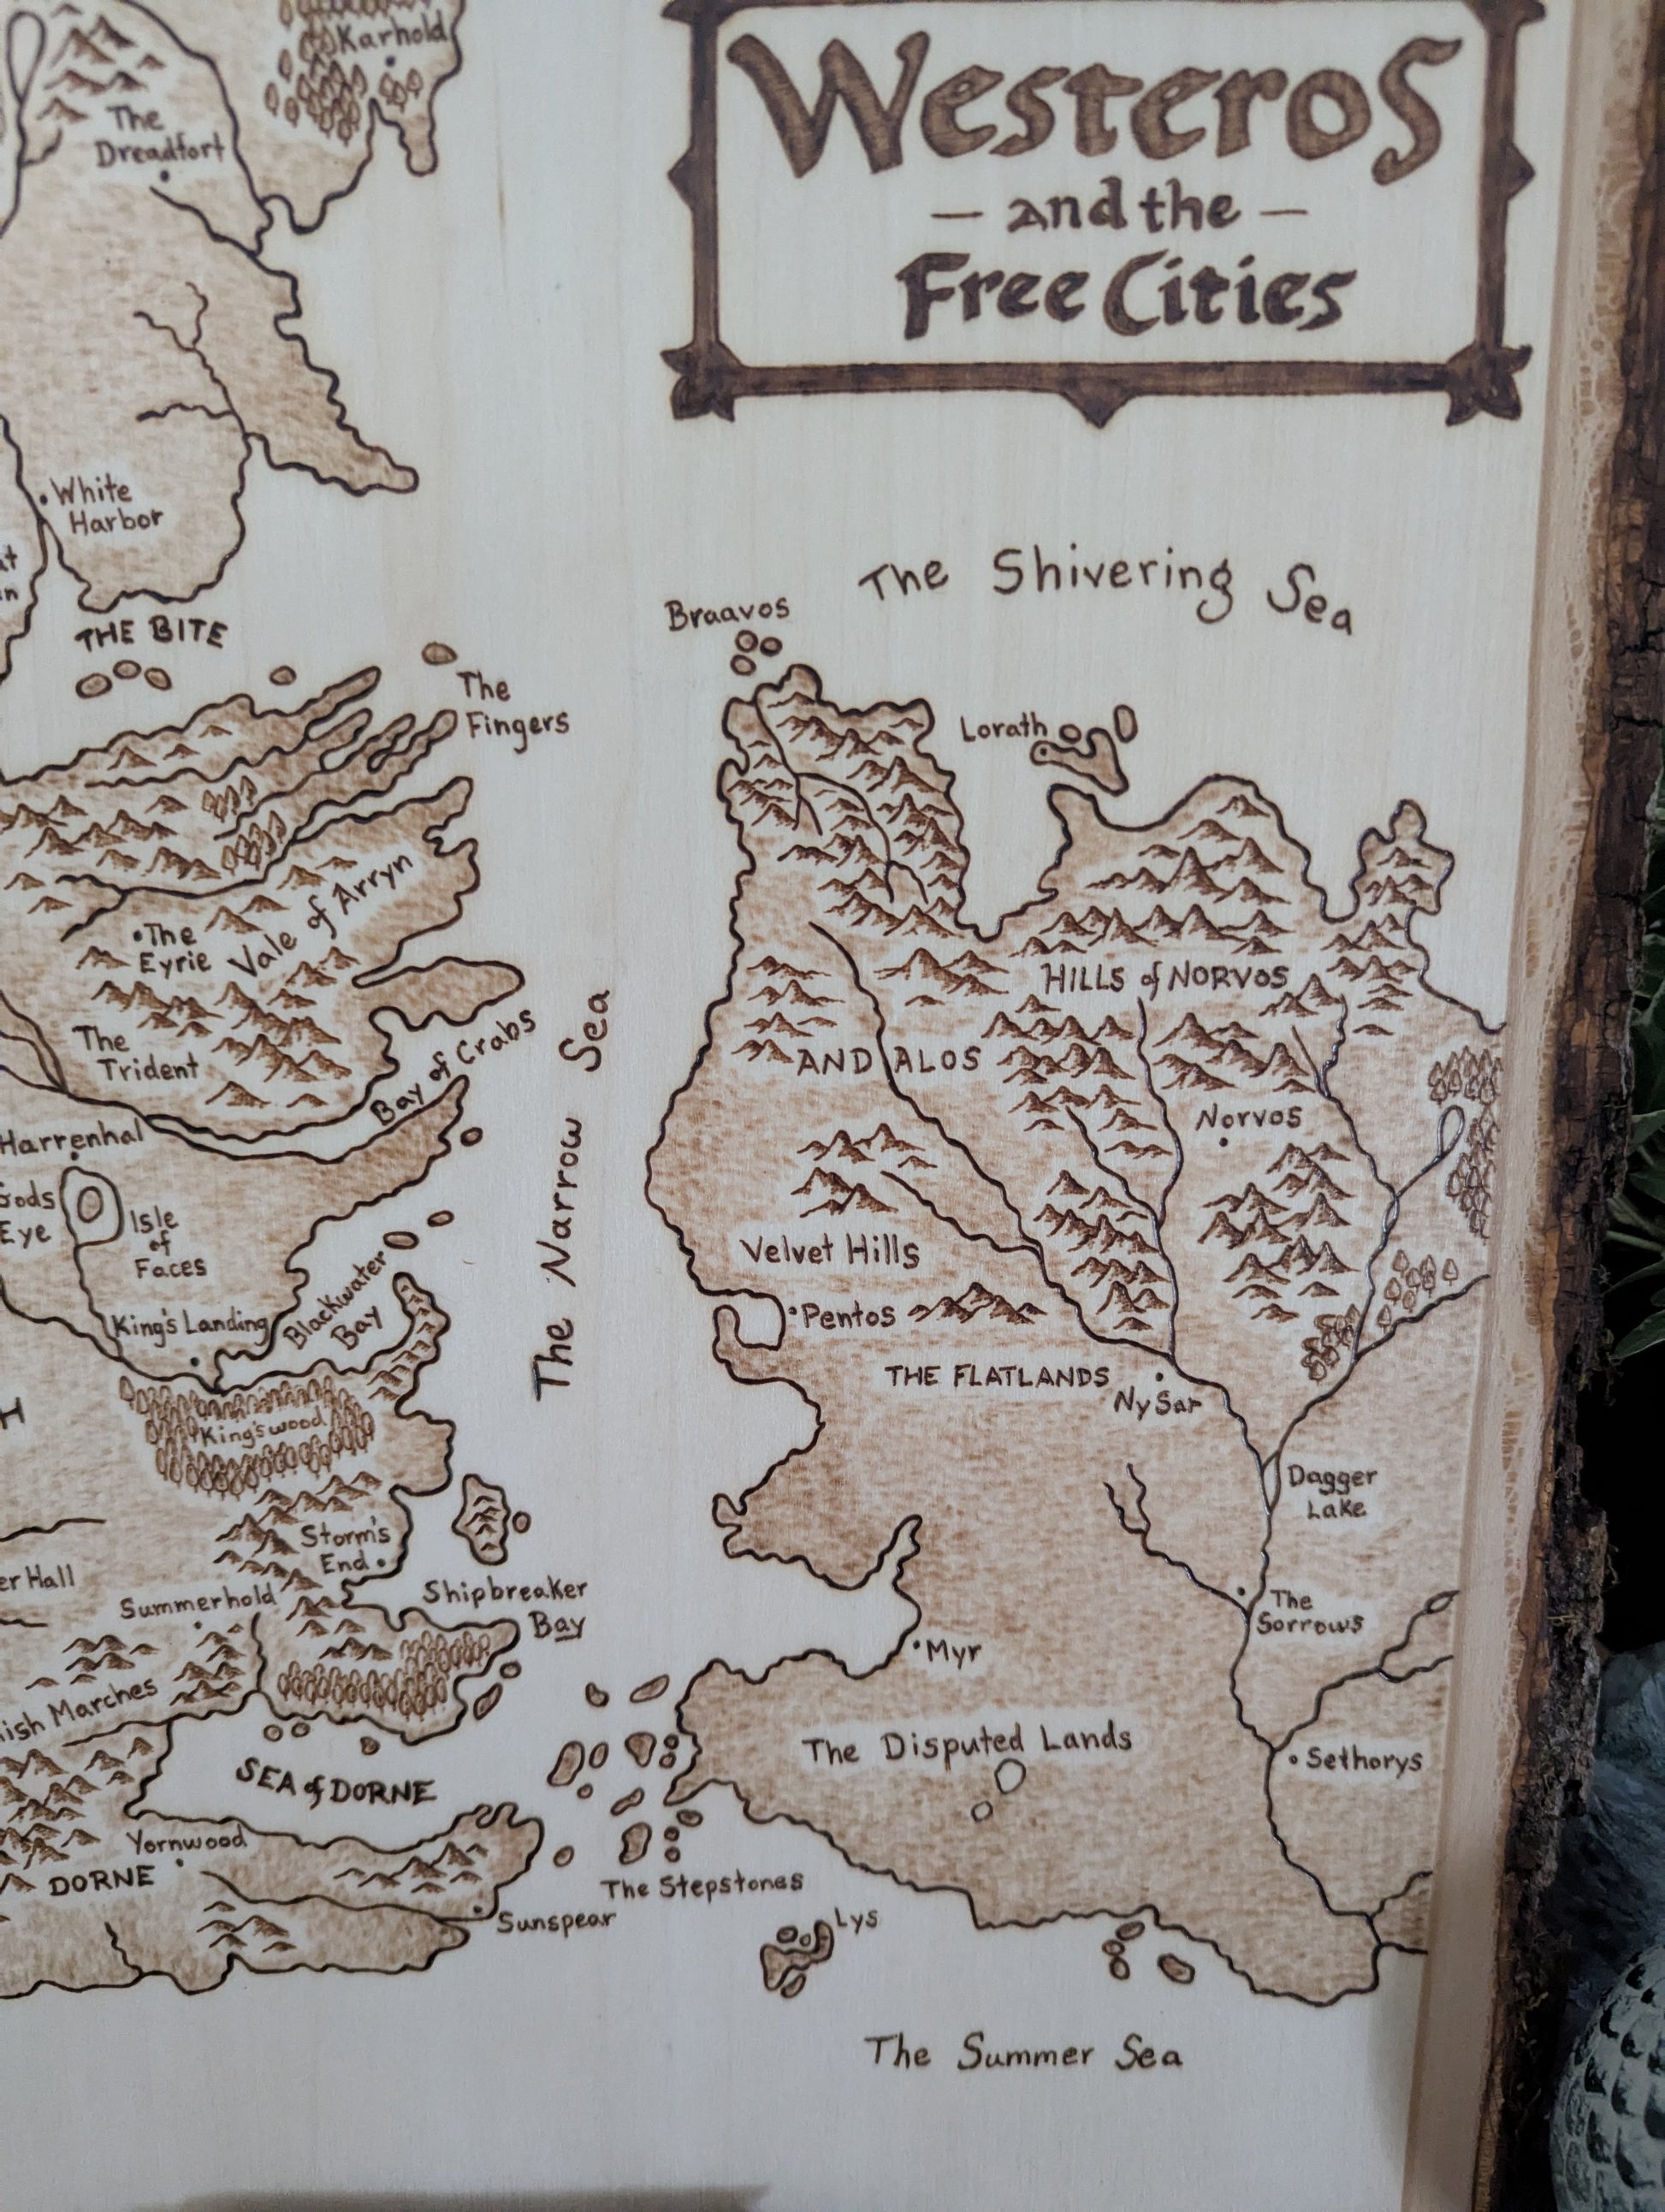 Westeros
- and the -
Free Cities
Karhold
The
Dreadfort
White
Harbor
THE BITE
The Shivering Sea
Braavos
The
Fingers
Lorath
Vale of Arryn
The
Eyrie
HILLS of NORVOS
The
Trident
Bay of Crabs
The Narrow Sea
ANDALOS
Norvos
Harrenhal
Eye
Isle
of
Faces
Velvet Hills
King's Landing
Blackwater
Bay
Pentos
THE FLATLANDS
Ny Sar
King's wood
Dagger
Lake
Storm's
End
Hall
Summerhold
Shipbreaker
Bay
The
Sorrows
Myr
Marches
The Disputed Lands
Sethorys
SEA of DORNE
Yornwood
DORNE
The Stepstones
Sunspear
Lys
The Summer Sea